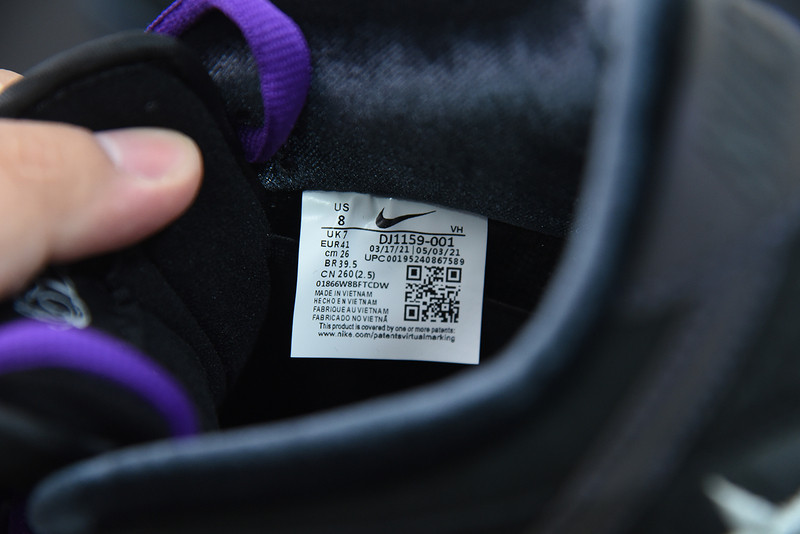 US
8
VH
UK 7
DJ1159-001
EUR 41
03/17/21 | 05/03/21
cm 26
UPC00195240867589
BR 39.5
CN 260 (2.5)
01866W8BFTCDW
MADE IN VIETNAM
HECHO EN VIETNAM
FABRIQUE AU VIETNAM
FABRICADO NO VIETNÃ
This product is covered by one or more patents:
www.nike.com/patentsvirtualmarking